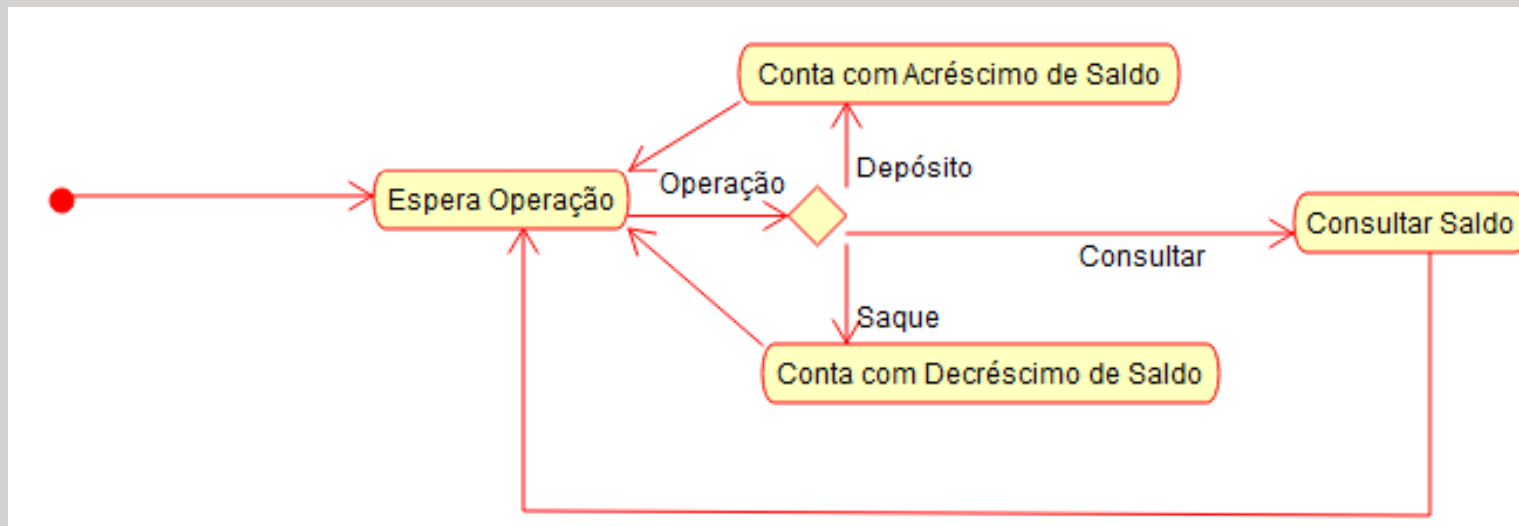 Conta com Acréscimo de Saldo
Depósito
Operação
Espera Operação
Consultar Saldo
Consultar
Saque
Conta com Decréscimo de Saldo